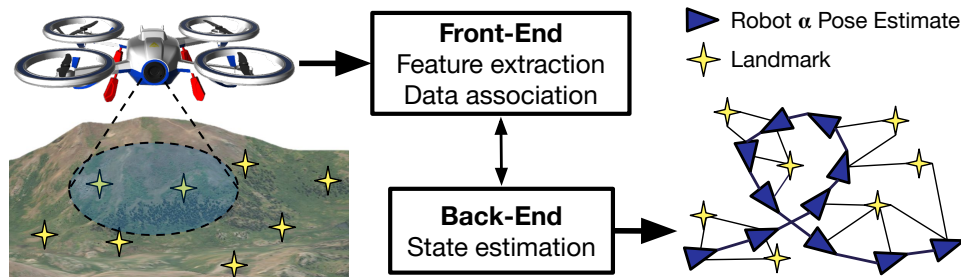 Front-End
Feature extraction
Data association
Back-End
State estimation
Robot α Pose Estimate
Landmark